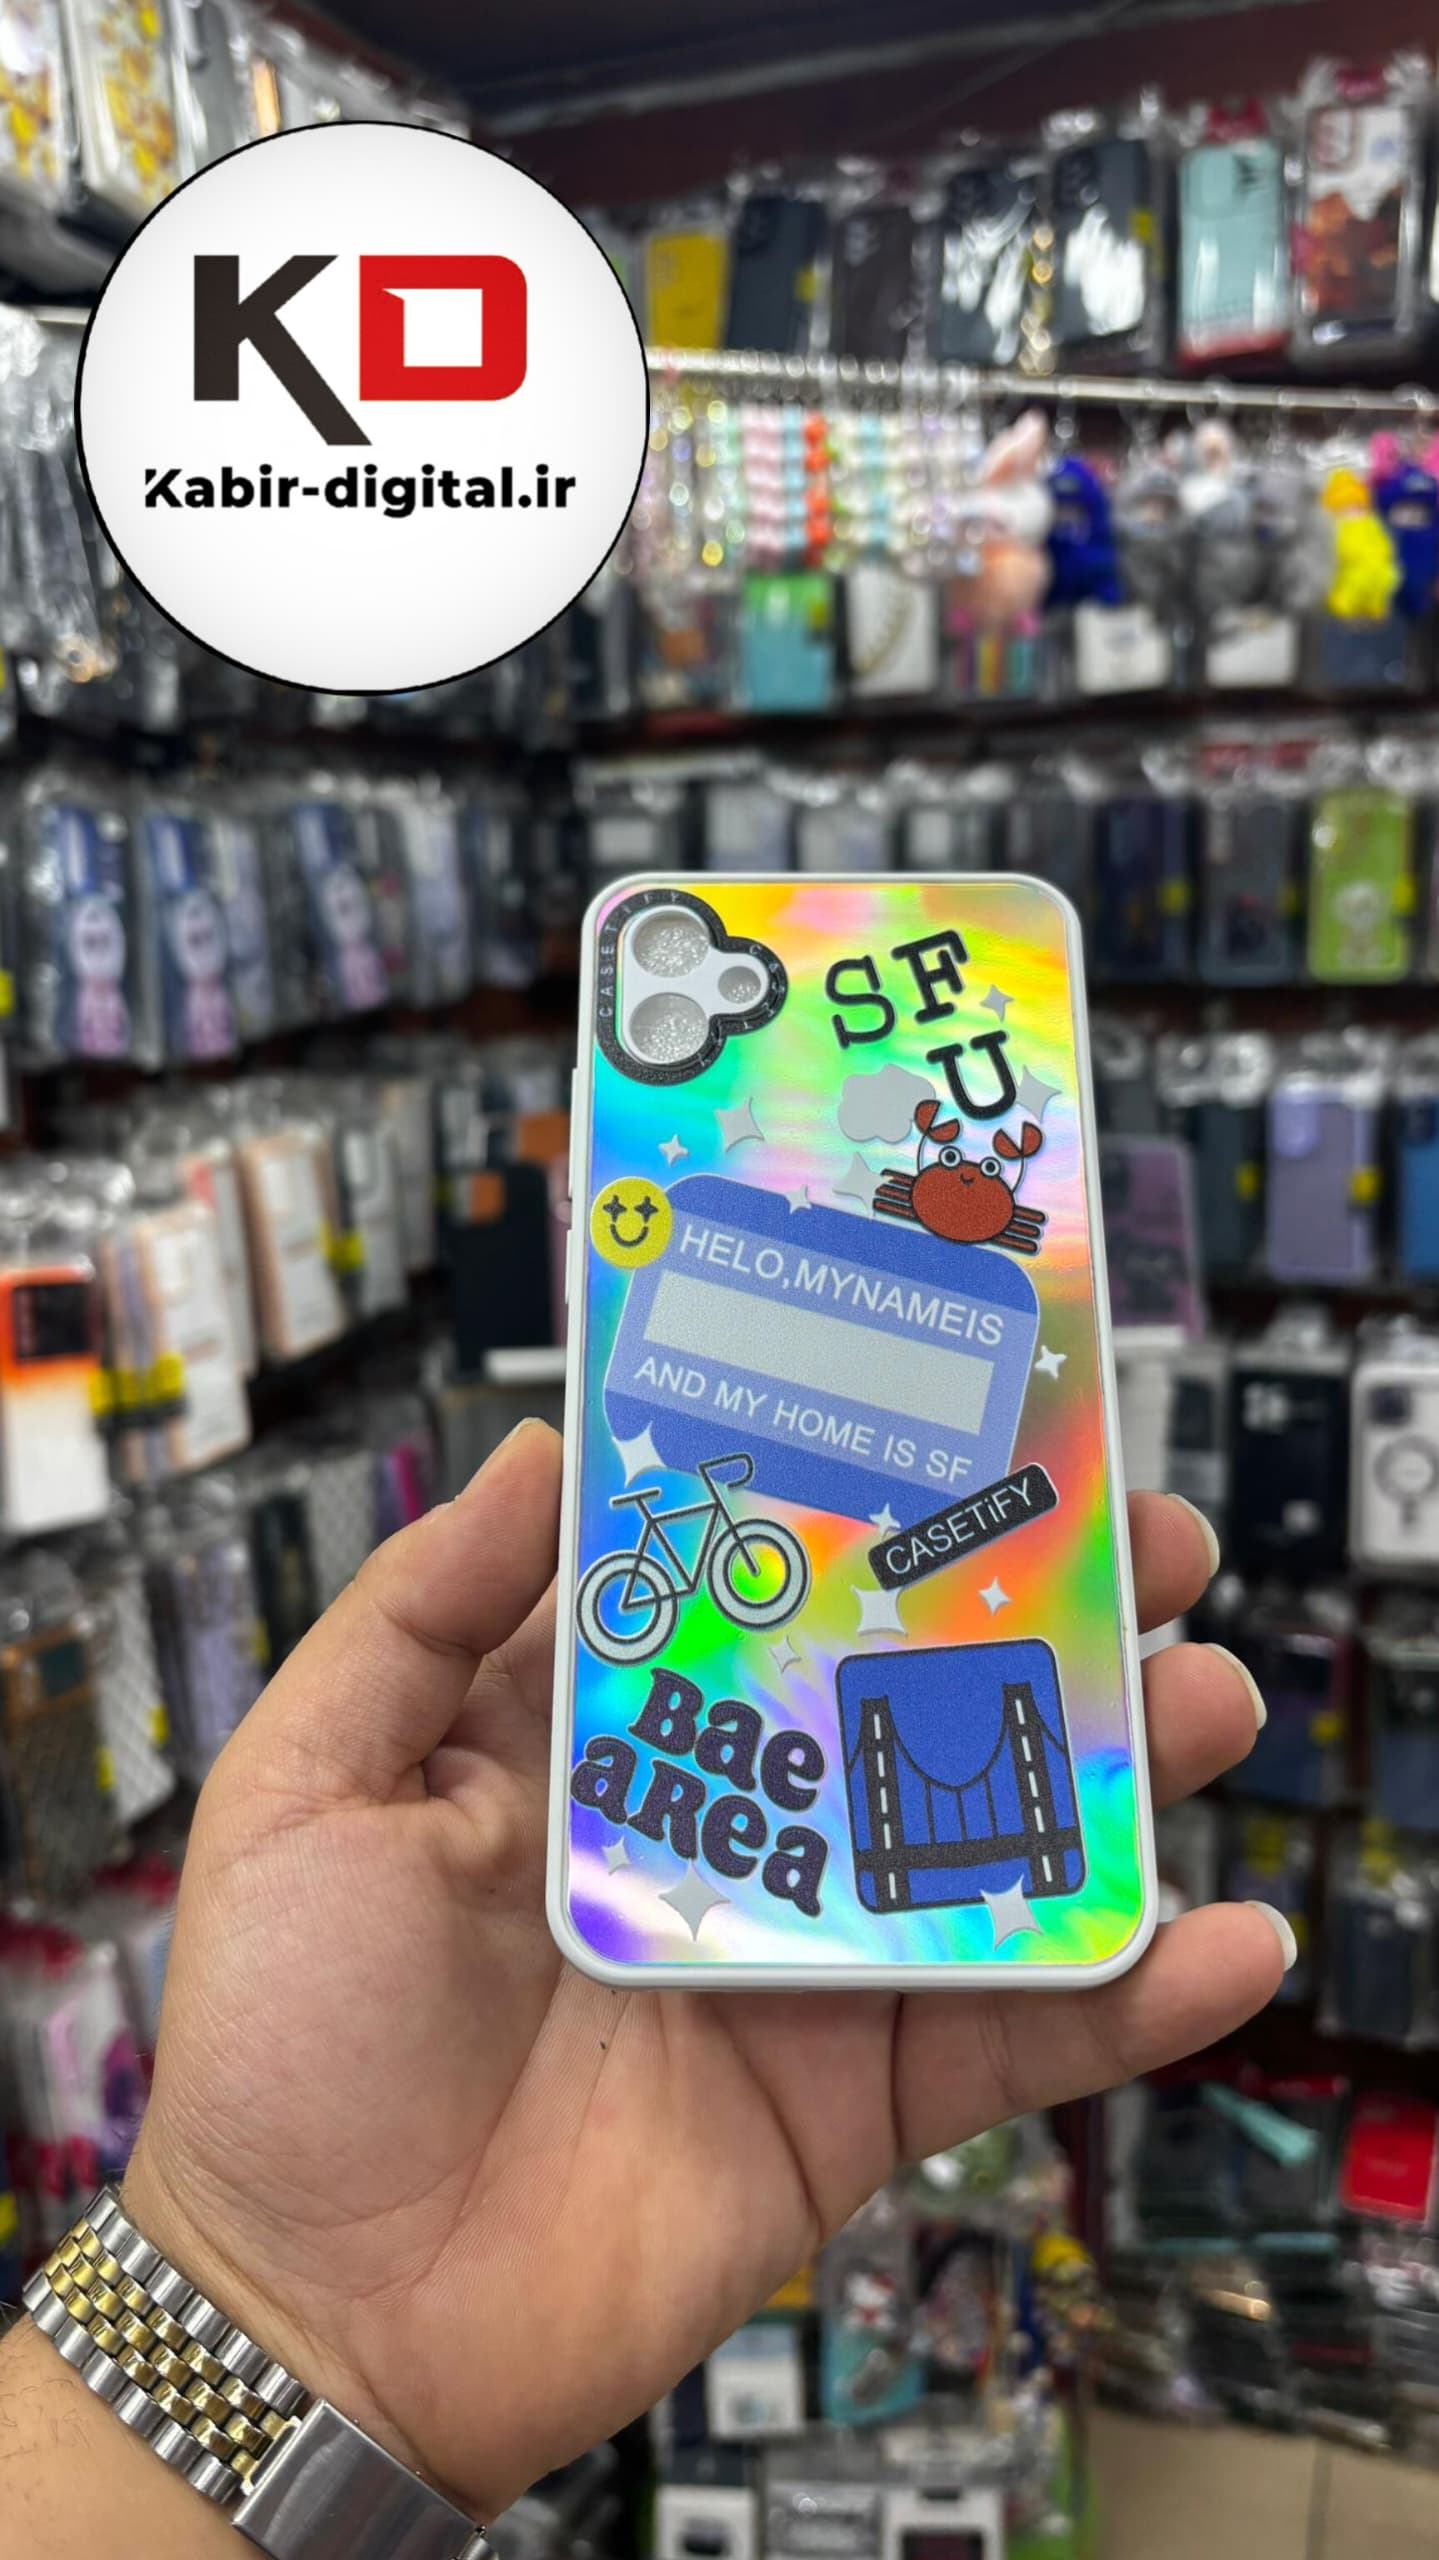 KD
Kabir-digital.ir
CASETIFY
SF
U
HELO,MYNAMEIS
AND MY HOME IS SF
CASETiFY
Bae
aRea